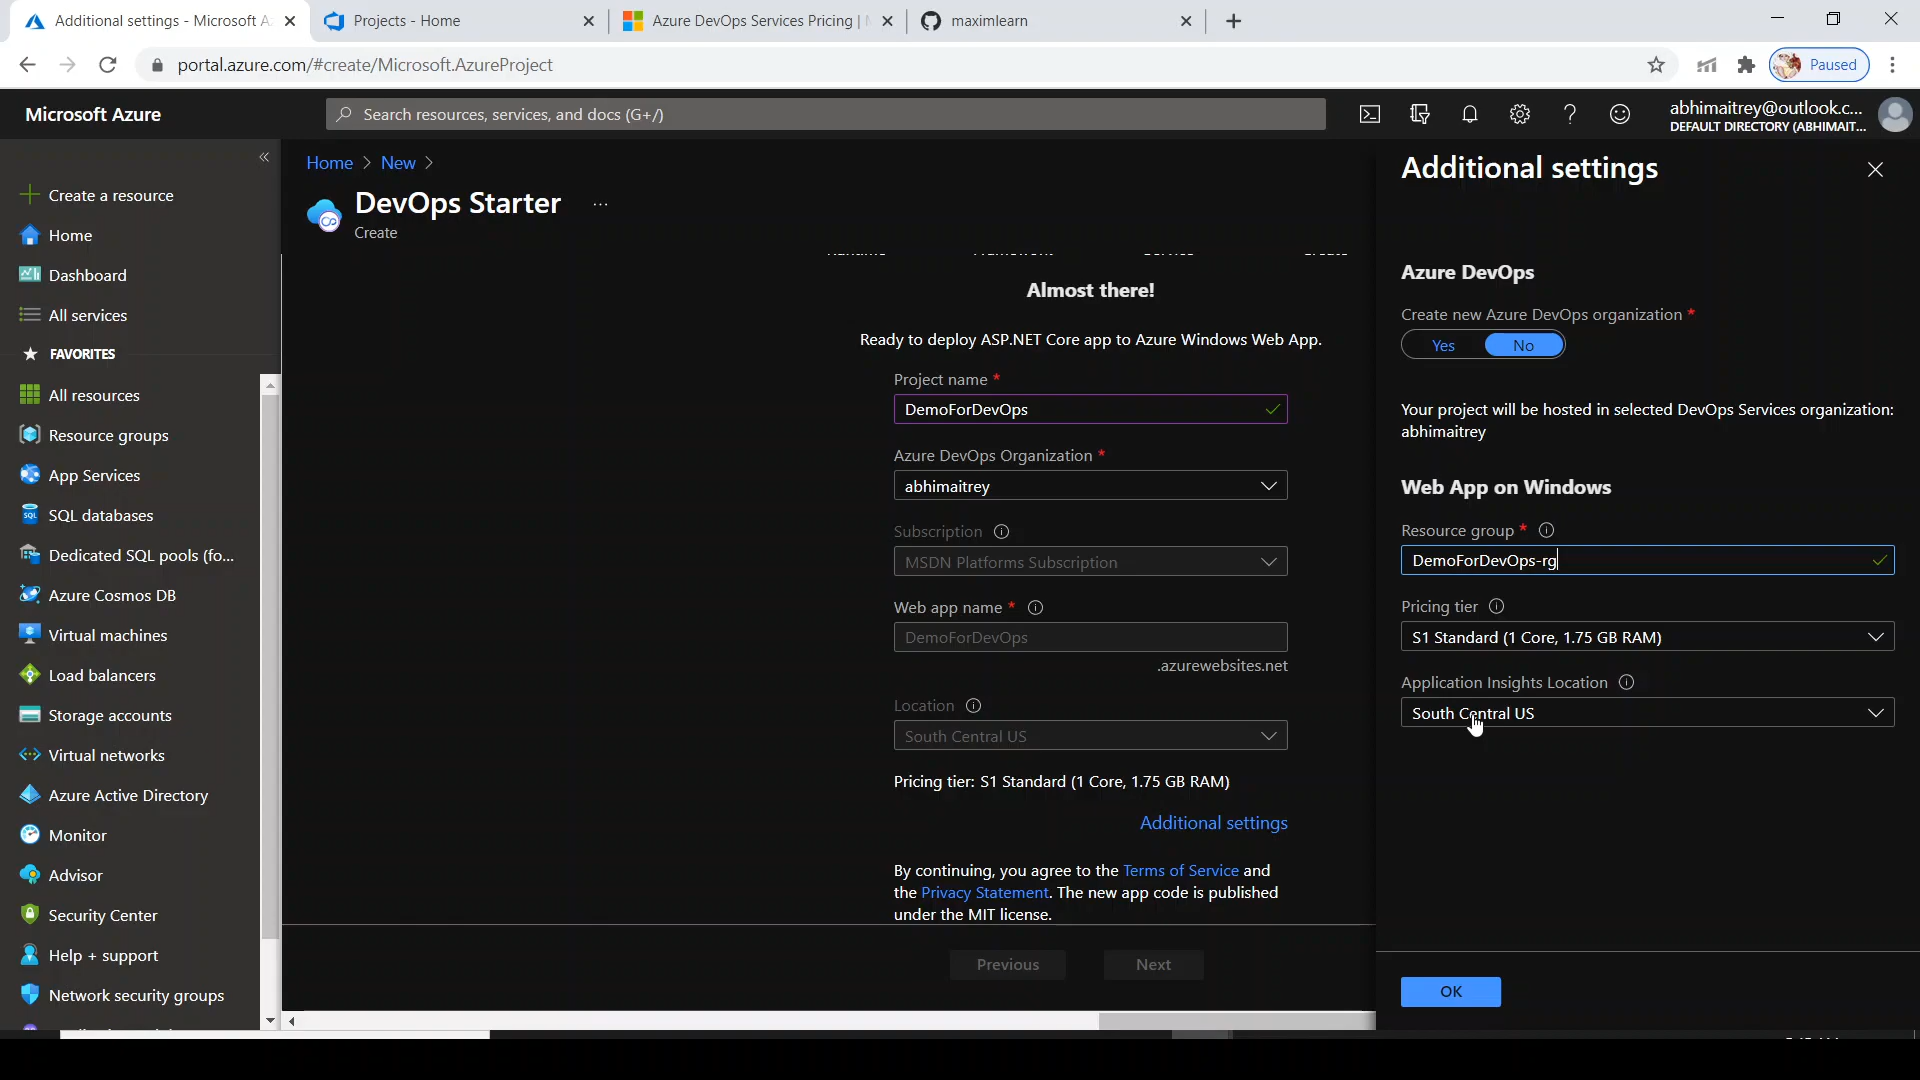 Additional settings - Microsoft A
Projects - Home
Azure DevOps Services Pricing |
maximlearn
portal.azure.com/#create/Microsoft.AzureProject
Paused
Microsoft Azure
Search resources, services, and docs (G+/)
abhimaitrey@outlook.c...
DEFAULT DIRECTORY (ABHIMAIT...
Create a resource
Home
Dashboard
All services
FAVORITES
All resources
Resource groups
App Services
SQL databases
Dedicated SQL pools (fo...
Azure Cosmos DB
Virtual machines
Load balancers
Storage accounts
Virtual networks
Azure Active Directory
Monitor
Advisor
Security Center
Help + support
Network security groups
Home > New >
DevOps Starter ...
Create
Almost there!
Ready to deploy ASP.NET Core app to Azure Windows Web App.
Project name *
DemoForDevOps
Azure DevOps Organization *
abhimaitrey
Subscription
MSDN Platforms Subscription
Web app name *
DemoForDevOps
.azurewebsites.net
Location
South Central US
Pricing tier: S1 Standard (1 Core, 1.75 GB RAM)
Additional settings
By continuing, you agree to the Terms of Service and
the Privacy Statement. The new app code is published
under the MIT license.
Previous
Next
Additional settings
Azure DevOps
Create new Azure DevOps organization *
Yes
No
Your project will be hosted in selected DevOps Services organization:
abhimaitrey
Web App on Windows
Resource group *
DemoForDevOps-rg
Pricing tier
S1 Standard (1 Core, 1.75 GB RAM)
Application Insights Location
South Central US
OK